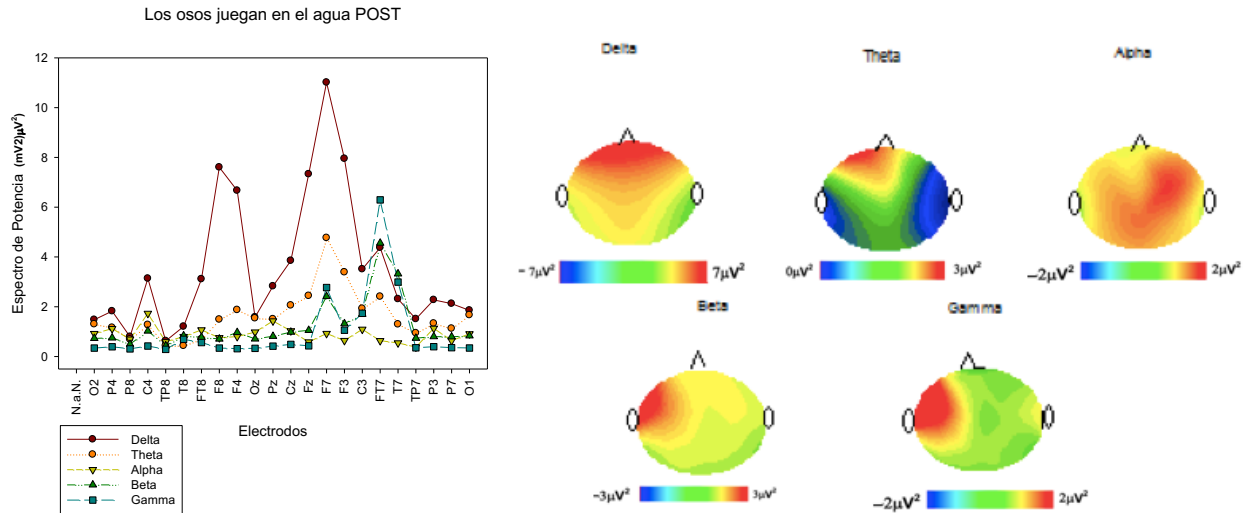 Los osos juegan en el agua POST
Espectro de Potencia (mV2)µV²)
12
10
8
6
4
2
0
N.a.N.
O2
P4
P8
C4
TP8
T8
FT8
F8
F4
Oz
Pz
Cz
Fz
F7
F3
C3
FT7
T7
TP7
P3
P7
O1
Electrodos
Delta
Theta
Alpha
Beta
Gamma
Delta
−7µV² 7µV²
Theta
0µV² 3µV²
Alpha
−2µV² 2µV²
Beta
−3µV² 3µV²
Gamma
−2µV² 2µV²